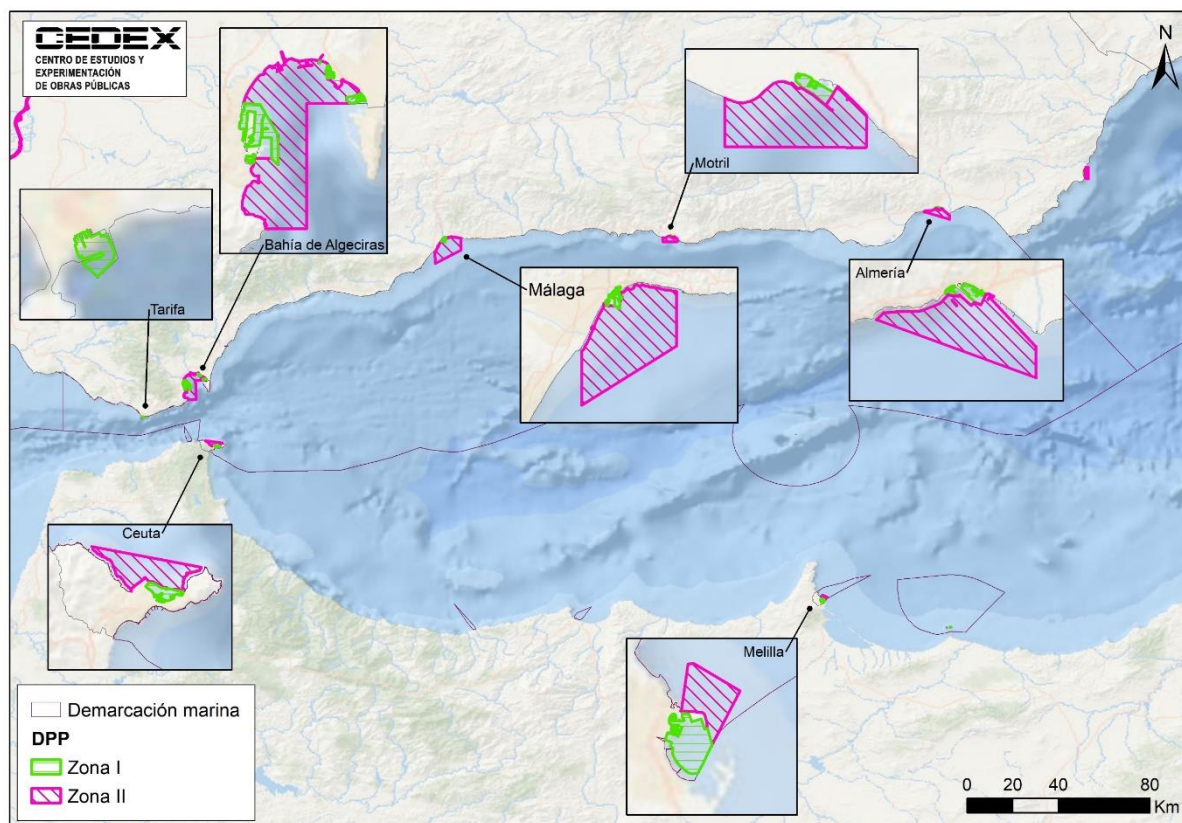 CEDEX
CENTRO DE ESTUDIOS Y
EXPERIMENTACIÓN
DE OBRAS PÚBLICAS
N
Motril
Bahía de Algeciras
Málaga
Almería
Tarifa
Ceuta
Melilla
Demarcación marina
DPP
Zona I
Zona II
0 20 40 80
Km